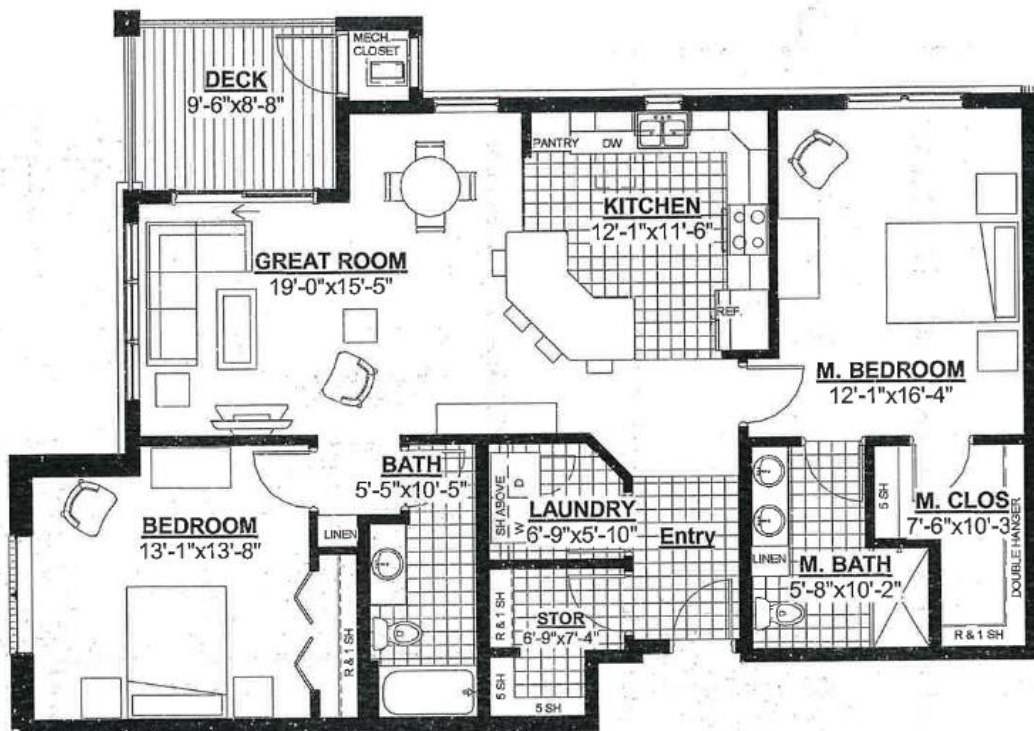 MECH.
CLOSET
DECK
9'-6"x8'-8"
PANTRY
DW
KITCHEN
12'-1"x11'-6"
GREAT ROOM
19'-0"x15'-5"
REF.
M. BEDROOM
12'-1"x16'-4"
BATH
5'-5"x10'-5"
SH ABOVE
W
D
LAUNDRY
6'-9"x5'-10"
Entry
5 SH
M. CLOS
7'-6"x10'-3
DOUBLE HANGER
BEDROOM
13'-1"x13'-8"
LINEN
LINEN
M. BATH
5'-8"x10'-2"
R & 1 SH
R & 1 SH
STOR
6'-9"x7'-4"
R & 1 SH
5 SH
5 SH